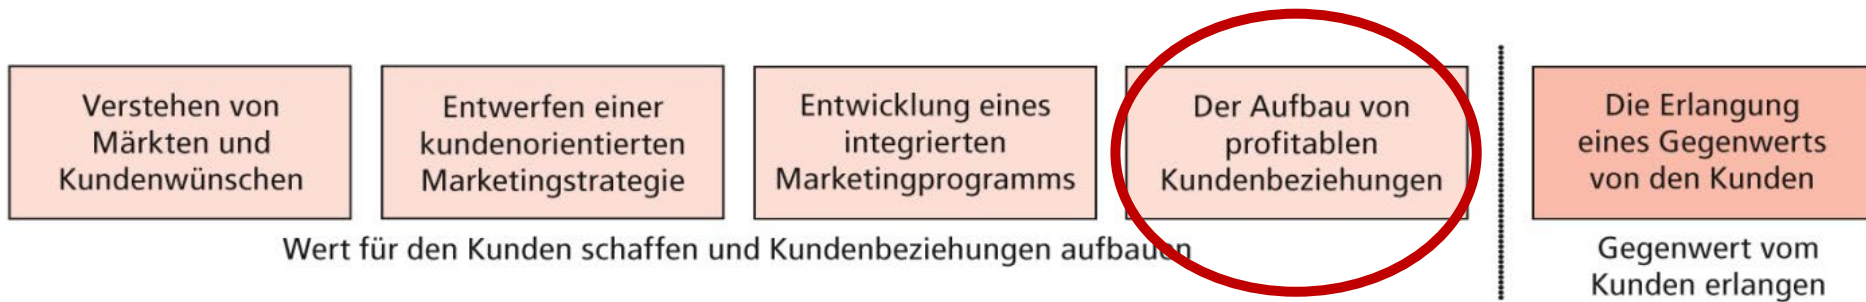 Verstehen von
Märkten und
Kundenwünschen
Entwerfen einer
kundenorientierten
Marketingstrategie
Entwicklung eines
integrierten
Marketingprogramms
Der Aufbau von
profitablen
Kundenbeziehungen
Die Erlangung
eines Gegenwerts
von den Kunden
Wert für den Kunden schaffen und Kundenbeziehungen aufbauen
Gegenwert vom
Kunden erlangen